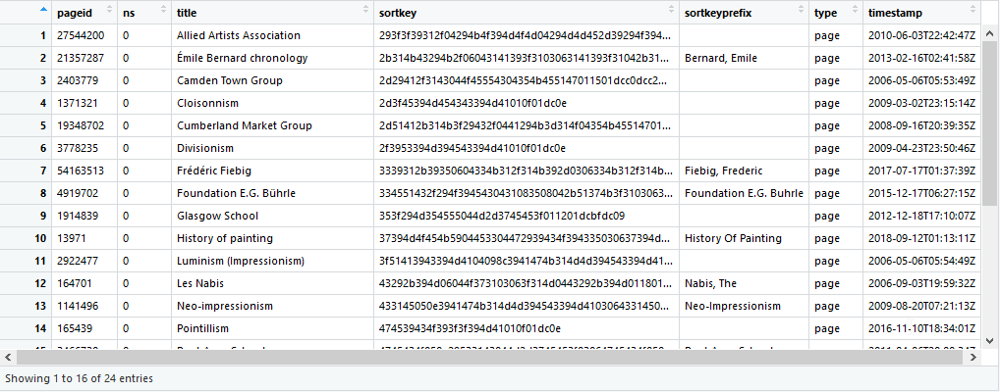 pageid ns title sortkey sortkeyprefix type timestamp
1 27544200 0 Allied Artists Association 293f3f39312f04294b4f394d4f4d04294d4d452d39294f394... page 2010-06-03T22:42:47Z
2 21357287 0 Émile Bernard chronology 2b314b43294b2f06043141393f3103063141393f31042b31... Bernard, Emile page 2013-02-16T02:41:58Z
3 2403779 0 Camden Town Group 2d29412f3143044f45554304354b455147011501dcc0dcc2... page 2006-05-06T05:53:49Z
4 1371321 0 Cloisonnism 2d3f45394d454343394d41010f01dc0e page 2009-03-02T23:15:14Z
5 19348702 0 Cumberland Market Group 2d51412b314b3f29432f0441294b3d314f04354b45514701... page 2008-09-16T20:39:35Z
6 3778235 0 Divisionism 2f3953394d394543394d41010f01dc0e page 2009-04-23T23:50:46Z
7 54163513 0 Frédéric Fiebig 3339312b39350604334b312f314b392d0306334b312f314b... Fiebig, Frederic page 2017-07-17T01:37:39Z
8 4919702 0 Foundation E.G. Bührle 334551432f294f3945430431083508042b51374b3f3103063... Foundation E.G. Buhrle page 2015-12-17T06:27:15Z
9 1914839 0 Glasgow School 353f294d354555044d2d3745453f011201dcbfdc09 page 2012-12-18T17:10:07Z
10 13971 0 History of painting 37394d4f454b5904453304472939434f394335030637394d... History Of Painting page 2018-09-12T01:13:11Z
11 2922477 0 Luminism (Impressionism) 3f51413943394d4104098c3941474b314d4d394543394d41... page 2006-05-06T05:54:49Z
12 164701 0 Les Nabis 43292b394d06044f373103063f314d0443292b394d011801... Nabis, The page 2006-09-03T19:59:32Z
13 1141496 0 Neo-impressionism 433145050e3941474b314d4d394543394d4103064331450... Neo-Impressionism page 2009-08-20T07:21:13Z
14 165439 0 Pointillism 474539434f393f3f394d41010f01dc0e page 2016-11-10T18:34:01Z
Showing 1 to 16 of 24 entries